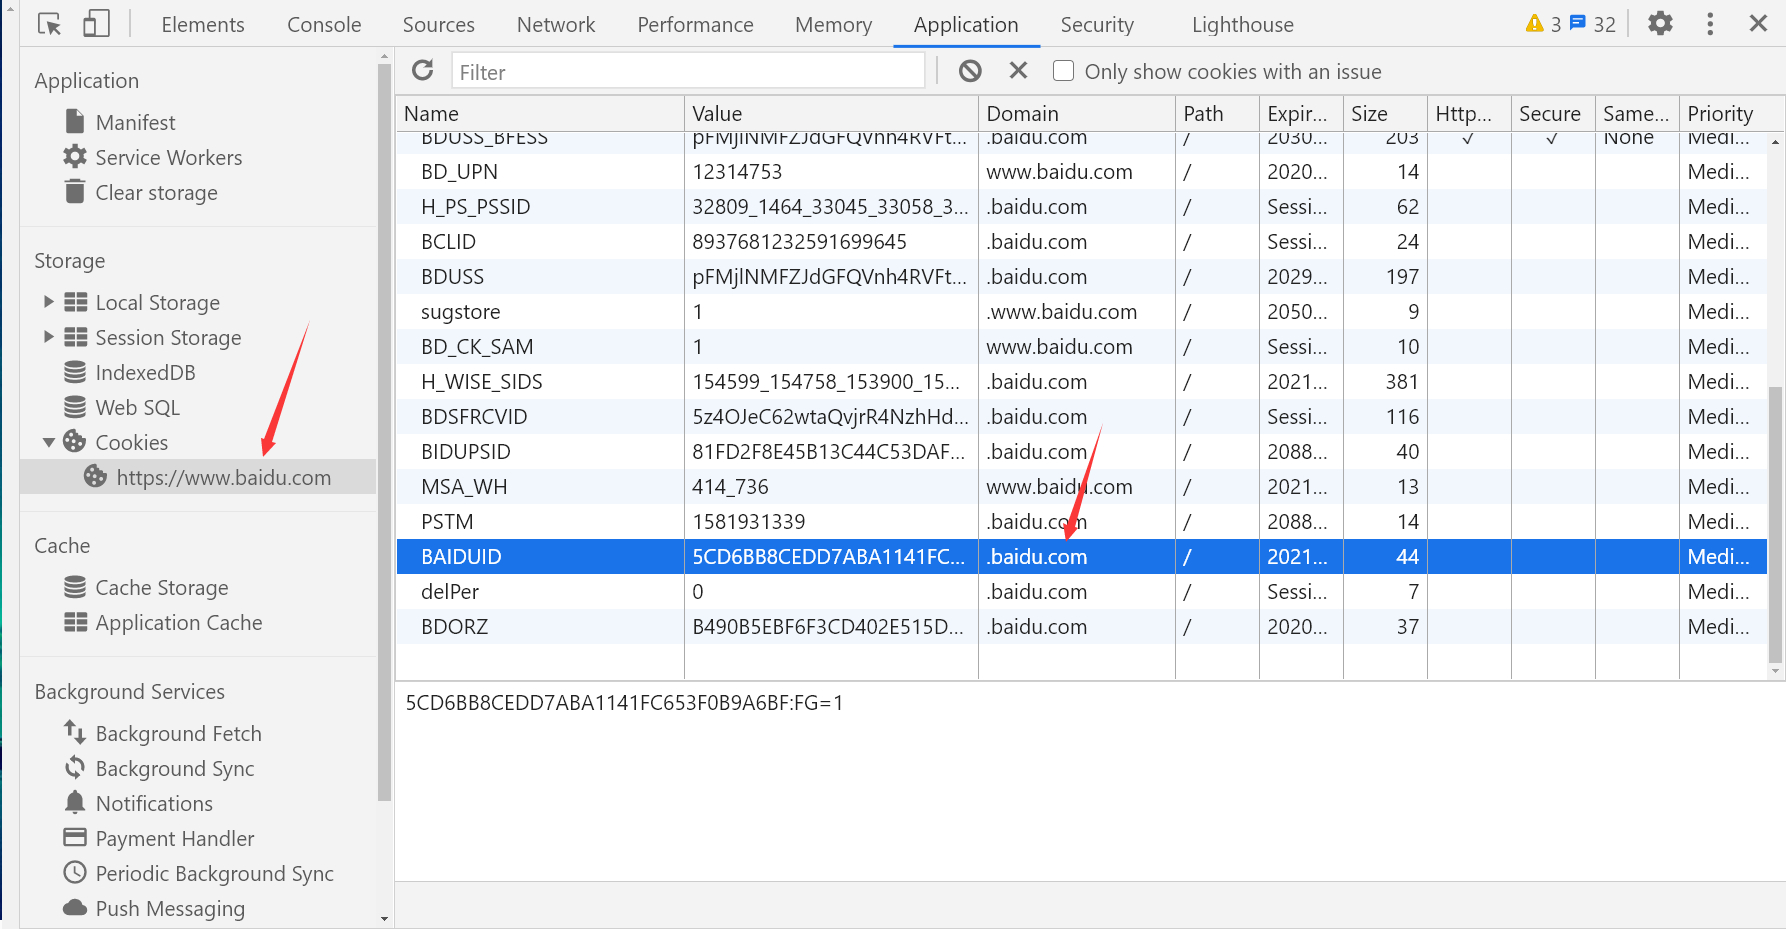 Elements Console Sources Network Performance Memory Application Security Lighthouse 3 32
Application
Manifest
Service Workers
Clear storage
Storage
Local Storage
Session Storage
IndexedDB
Web SQL
Cookies
https://www.baidu.com
Cache
Cache Storage
Application Cache
Background Services
Background Fetch
Background Sync
Notifications
Payment Handler
Periodic Background Sync
Push Messaging
Filter Only show cookies with an issue
Name Value Domain Path Expir... Size Http... Secure Same... Priority
BDUSS_BFESS pFMjlNMFZJdGFQVnh4RVFt... .baidu.com / 2030... 203 ✓ ✓ None Medi...
BD_UPN 12314753 www.baidu.com / 2020... 14 Medi...
H_PS_PSSID 32809_1464_33045_33058_3... .baidu.com / Sessi... 62 Medi...
BCLID 8937681232591699645 .baidu.com / Sessi... 24 Medi...
BDUSS pFMjlNMFZJdGFQVnh4RVFt... .baidu.com / 2029... 197 Medi...
sugstore 1 .www.baidu.com / 2050... 9 Medi...
BD_CK_SAM 1 www.baidu.com / Sessi... 10 Medi...
H_WISE_SIDS 154599_154758_153900_15... .baidu.com / 2021... 381 Medi...
BDSFRCVID 5z4OJeC62wtaQvjrR4NzhHd... .baidu.com / Sessi... 116 Medi...
BIDUPSID 81FD2F8E45B13C44C53DAF... .baidu.com / 2088... 40 Medi...
MSA_WH 414_736 www.baidu.com / 2021... 13 Medi...
PSTM 1581931339 .baidu.com / 2088... 14 Medi...
BAIDUID 5CD6BB8CEDD7ABA1141FC... .baidu.com / 2021... 44 Medi...
delPer 0 .baidu.com / Sessi... 7 Medi...
BDORZ B490B5EBF6F3CD402E515D... .baidu.com / 2020... 37 Medi...
5CD6BB8CEDD7ABA1141FC653F0B9A6BF:FG=1